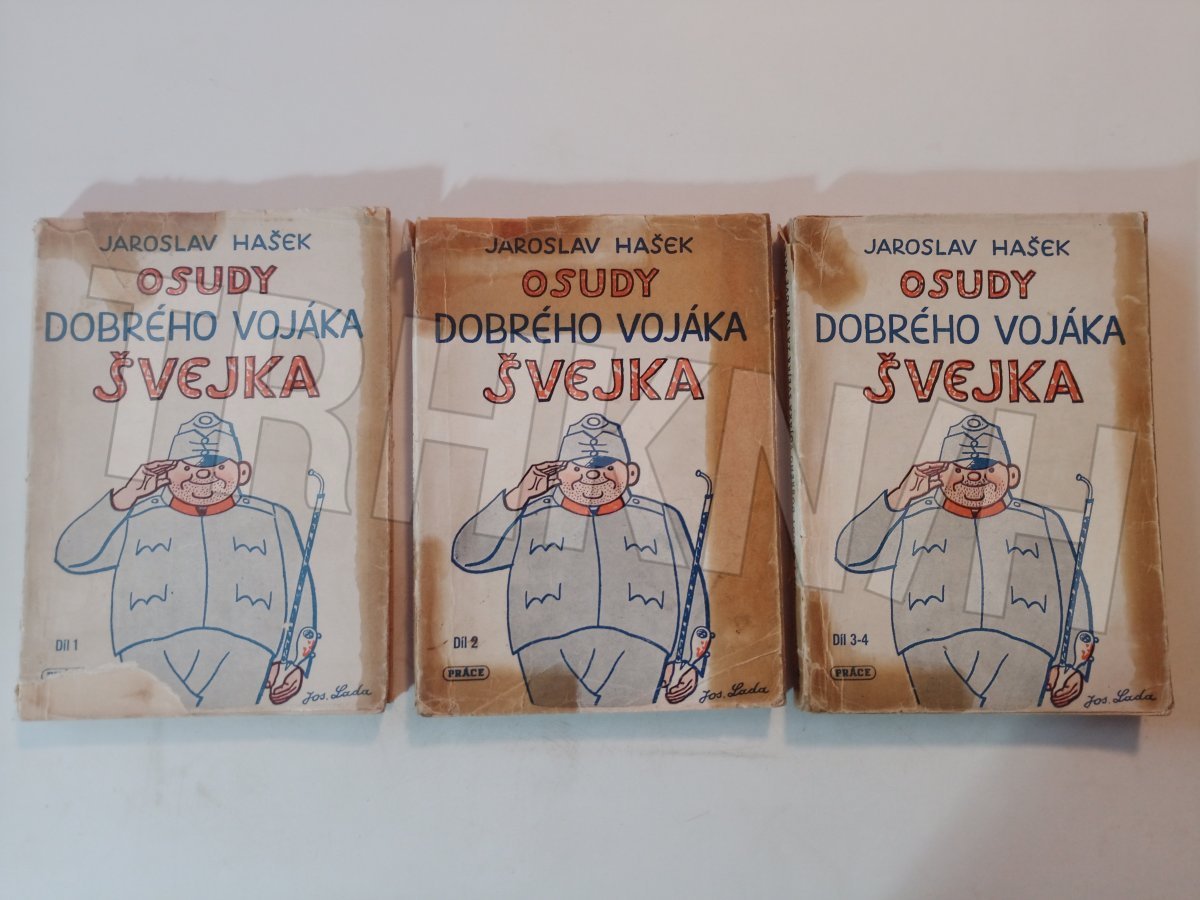 JAROSLAV HAŠEK
OSUDY
DOBRÉHO VOJÁKA
ŠVEJKA
Díl 1
Jos. Lada
JAROSLAV HAŠEK
OSUDY
DOBRÉHO VOJÁKA
ŠVEJKA
Díl 2
PRÁCE
Jos. Lada
JAROSLAV HAŠEK
OSUDY
DOBRÉHO VOJÁKA
ŠVEJKA
Díl 3-4
PRÁCE
Jos. Lada